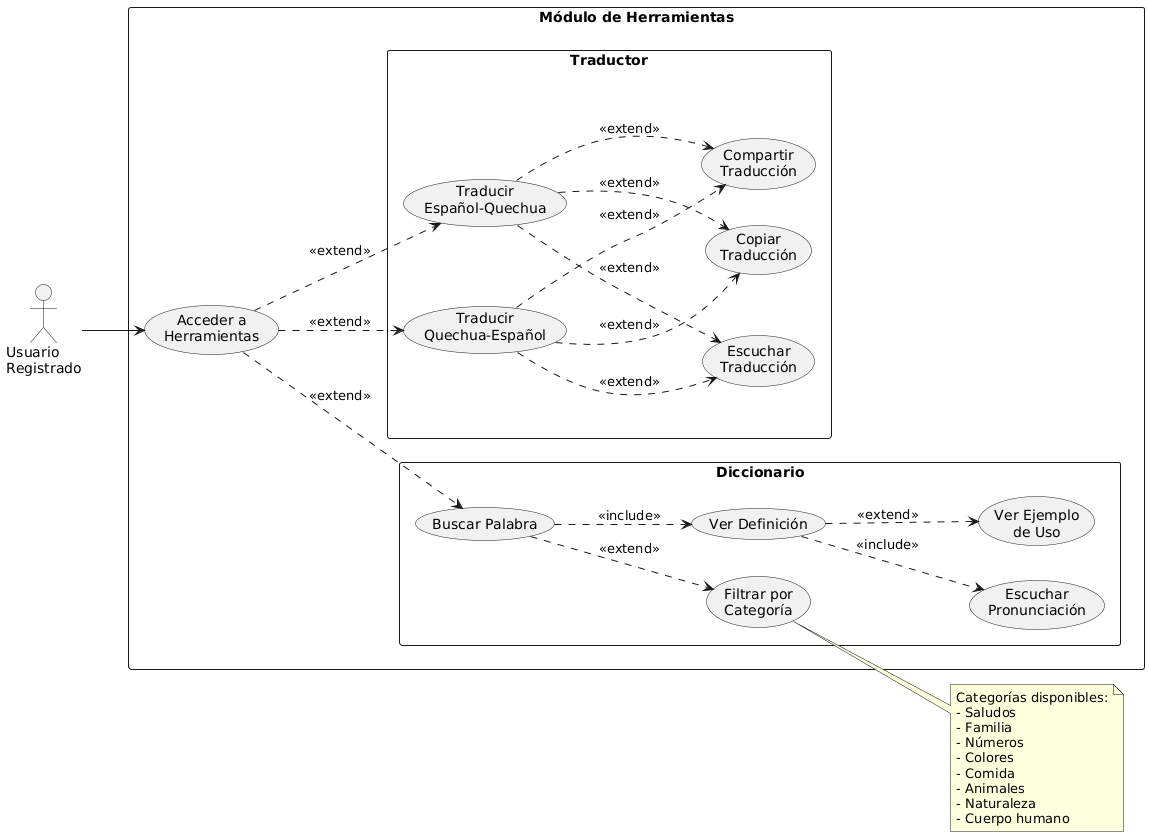 Módulo de Herramientas
Traductor
«extend»
Compartir
Traducción
«extend»
Traducir
Español-Quechua
«extend»
Copiar
Traducción
«extend»
«extend»
Usuario
Registrado
Acceder a
Herramientas
«extend»
Traducir
Quechua-Español
«extend»
Escuchar
Traducción
«extend»
«extend»
Diccionario
Buscar Palabra
«include»
Ver Definición
«extend»
Ver Ejemplo
de Uso
«extend»
«include»
Filtrar por
Categoría
Escuchar
Pronunciación
Categorías disponibles:
- Saludos
- Familia
- Números
- Colores
- Comida
- Animales
- Naturaleza
- Cuerpo humano